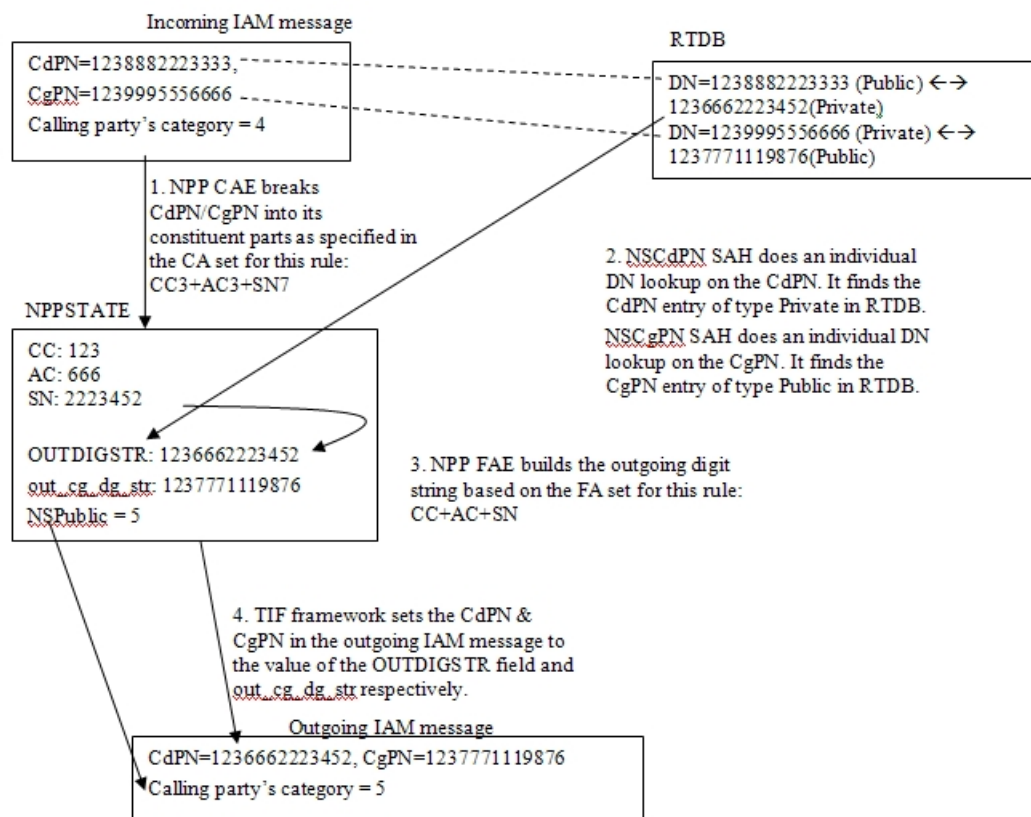 Incoming IAM message
CdPN=1238882223333,
CgPN=1239995556666
Calling party’s category = 4
RTDB
DN=1238882223333 (Public) ←→
1236662223452(Private)
DN=1239995556666 (Private) ←→
1237771119876(Public)
1. NPP CAE breaks
CdPN/CgPN into its
constituent parts as specified in
the CA set for this rule:
CC3+AC3+SN7
2. NSCdPN SAH does an individual
DN lookup on the CdPN. It finds the
CdPN entry of type Private in RTDB.
NSCgPN SAH does an individual DN
lookup on the CgPN. It finds the
CgPN entry of type Public in RTDB.
NPPSTATE
CC: 123
AC: 666
SN: 2223452
OUTDIGSTR: 1236662223452
out_cg_dg_str: 1237771119876
NSPublic = 5
3. NPP FAE builds the outgoing digit
string based on the FA set for this rule:
CC+AC+SN
4. TIF framework sets the CdPN &
CgPN in the outgoing IAM message to
the value of the OUTDIGSTR field and
out_cg_dg_str respectively.
Outgoing IAM message
CdPN=1236662223452, CgPN=1237771119876
Calling party’s category = 5